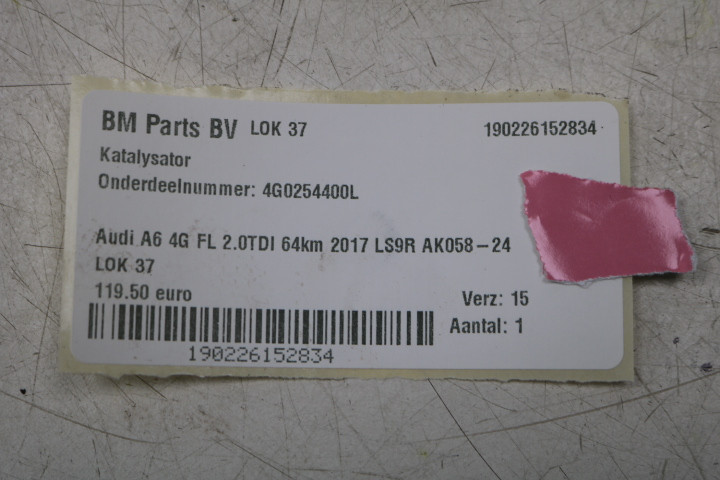 BM Parts BV LOK 37 190226152834
Katalysator
Onderdeelnummer: 4G0254400L
Audi A6 4G FL 2.0TDI 64km 2017 LS9R AK058-24
LOK 37
119.50 euro
Verz: 15
Aantal: 1
190226152834